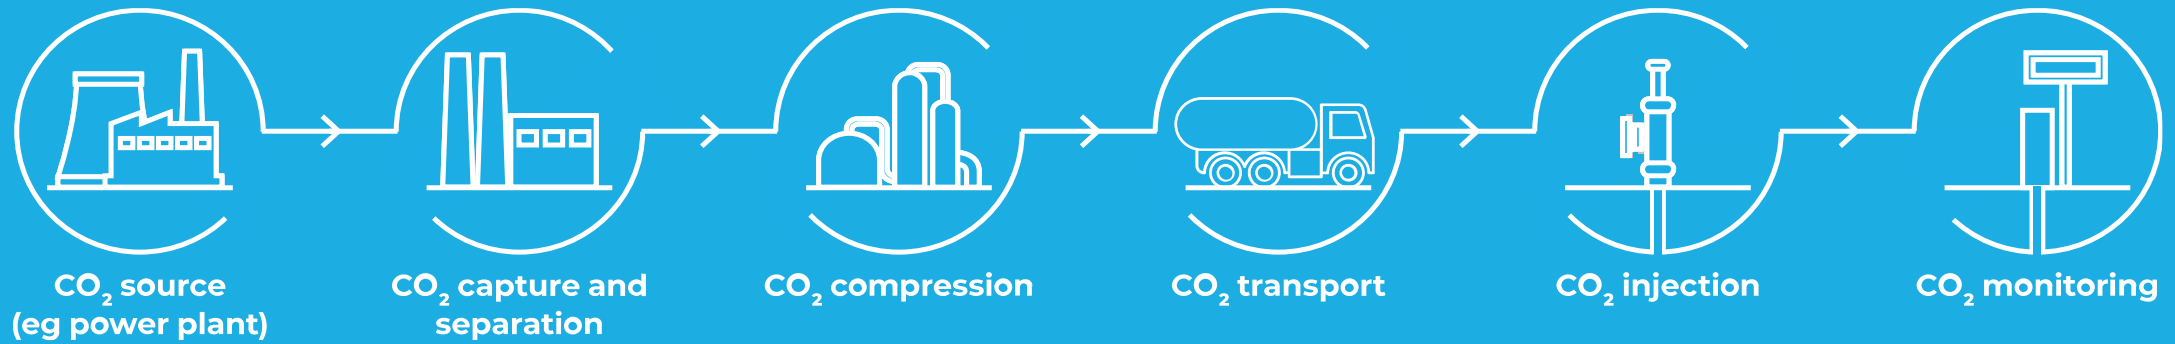 CO₂ source
(eg power plant)
CO₂ capture and
separation
CO₂ compression
CO₂ transport
CO₂ injection
CO₂ monitoring